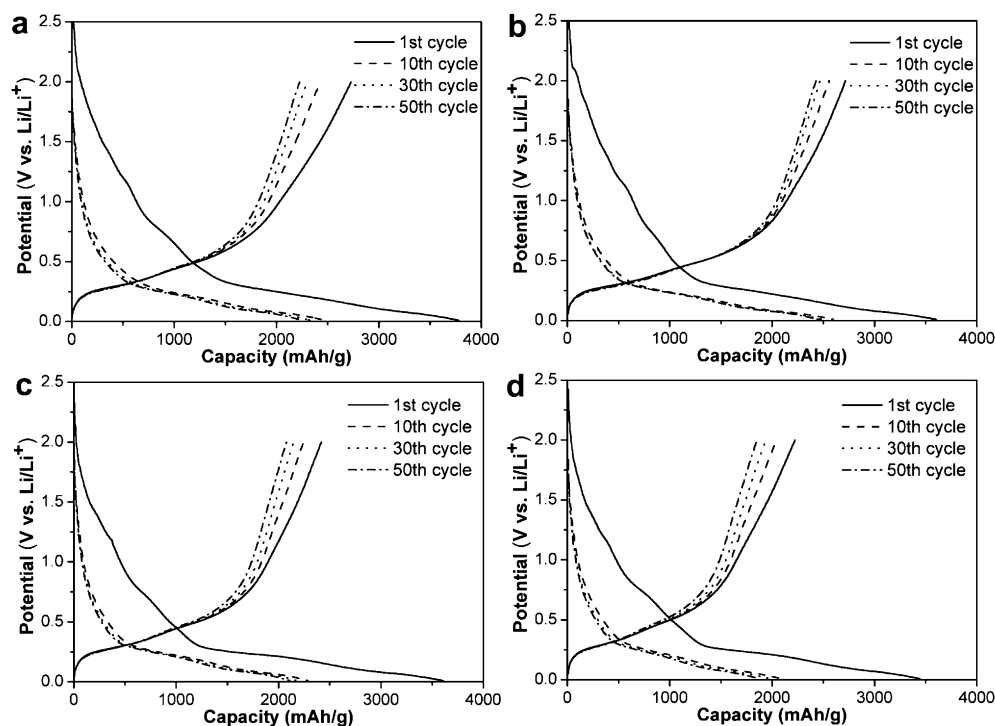 a
2.5
2.0
1.5
1.0
0.5
0.0
Potential (V vs. Li/Li+)
0
1000
2000
3000
4000
Capacity (mAh/g)
1st cycle
10th cycle
30th cycle
50th cycle
b
2.5
2.0
1.5
1.0
0.5
0.0
Potential (V vs. Li/Li+)
0
1000
2000
3000
4000
Capacity (mAh/g)
1st cycle
10th cycle
30th cycle
50th cycle
c
2.5
2.0
1.5
1.0
0.5
0.0
Potential (V vs. Li/Li+)
0
1000
2000
3000
4000
Capacity (mAh/g)
1st cycle
10th cycle
30th cycle
50th cycle
d
2.5
2.0
1.5
1.0
0.5
0.0
Potential (V vs. Li/Li+)
0
1000
2000
3000
4000
Capacity (mAh/g)
1st cycle
10th cycle
30th cycle
50th cycle